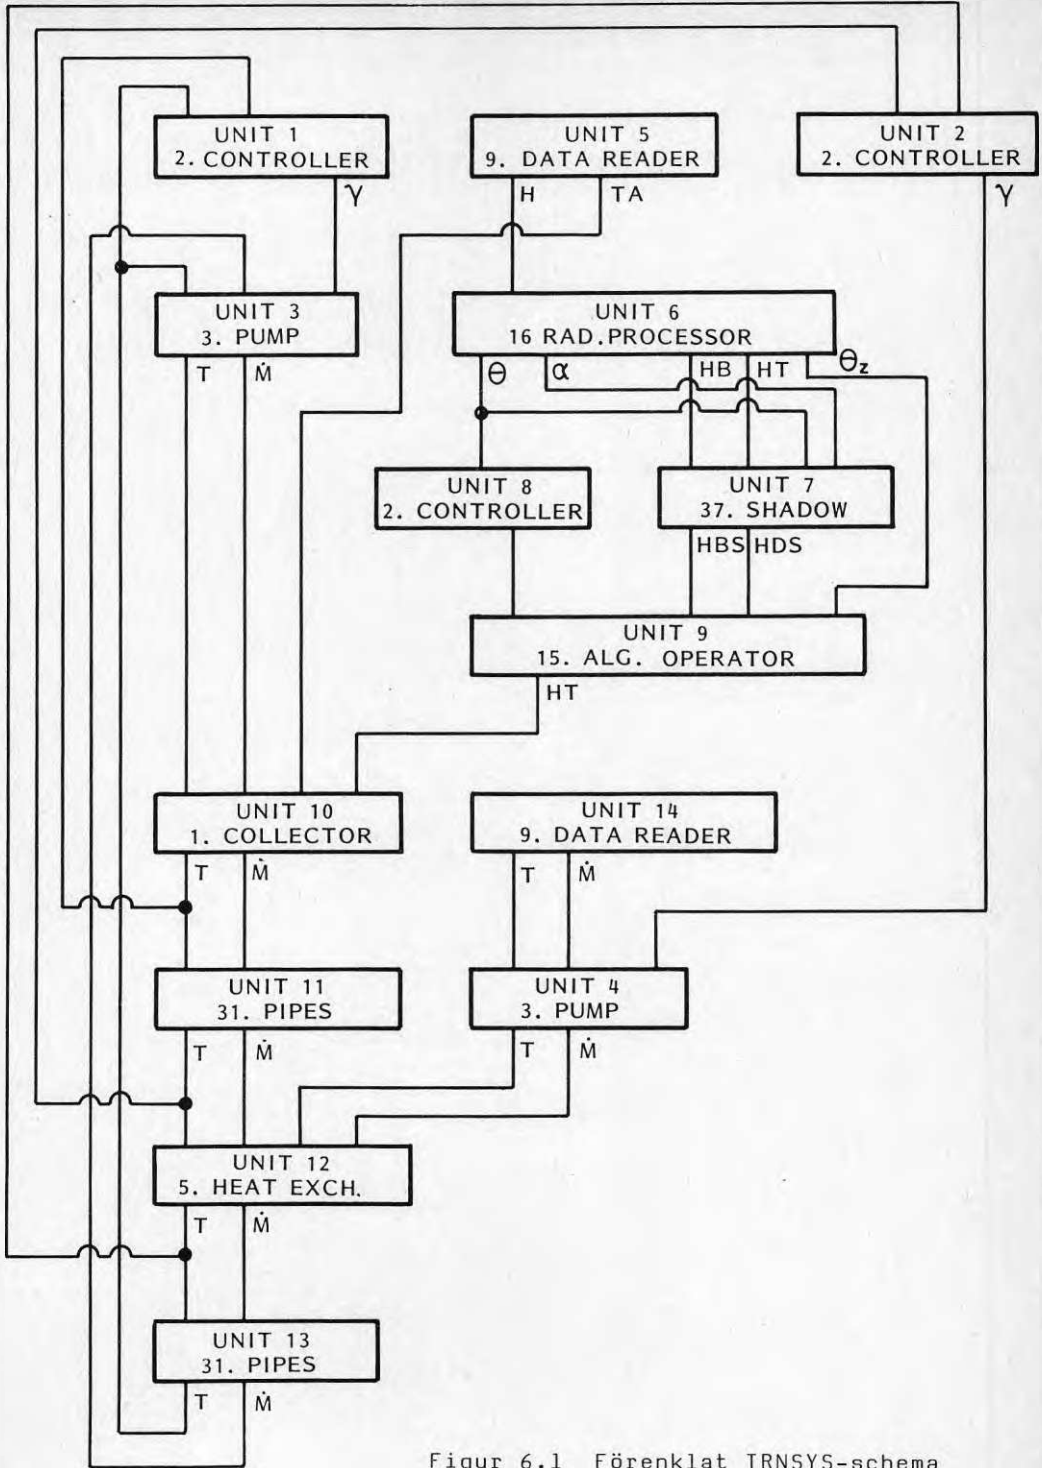 UNIT 1
2. CONTROLLER
γ
UNIT 5
9. DATA READER
H TA
UNIT 2
2. CONTROLLER
γ
UNIT 3
3. PUMP
T Ṁ
UNIT 6
16 RAD.PROCESSOR
θ α HB HT θz
UNIT 8
2. CONTROLLER
UNIT 7
37. SHADOW
HBS HDS
UNIT 9
15. ALG. OPERATOR
HT
UNIT 10
1. COLLECTOR
T Ṁ
UNIT 14
9. DATA READER
T Ṁ
UNIT 11
31. PIPES
T Ṁ
UNIT 4
3. PUMP
T Ṁ
UNIT 12
5. HEAT EXCH.
T Ṁ
UNIT 13
31. PIPES
T Ṁ
Figur 6.1 Förenklat TRNSYS-schema